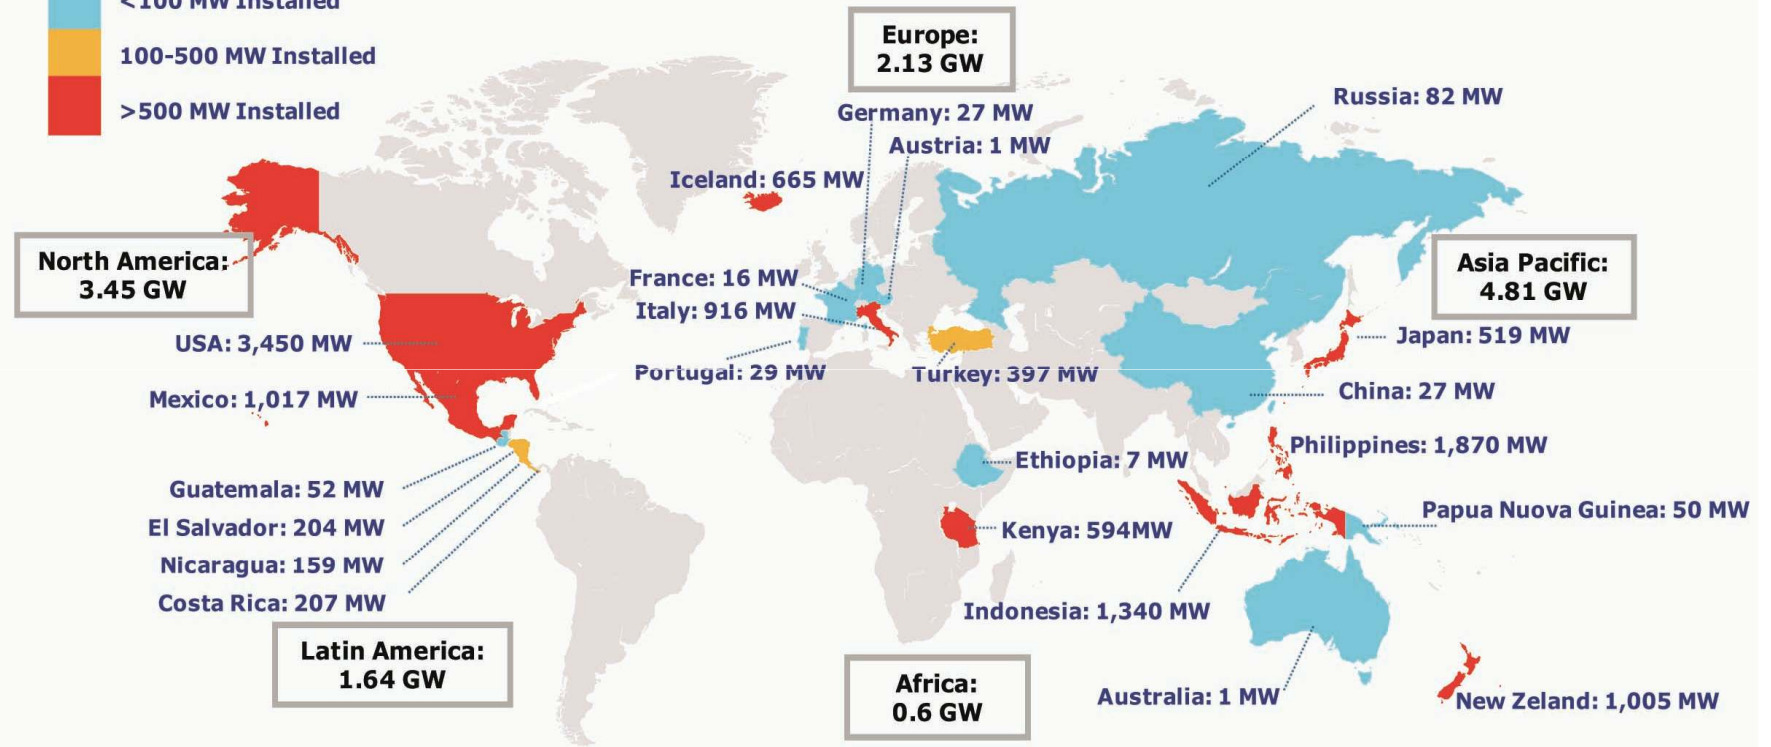 <100 MW Installed
100-500 MW Installed
>500 MW Installed
Europe:
2.13 GW
Germany: 27 MW
Austria: 1 MW
Russia: 82 MW
Iceland: 665 MW
North America:
3.45 GW
France: 16 MW
Italy: 916 MW
Asia Pacific:
4.81 GW
USA: 3,450 MW
Japan: 519 MW
Portugal: 29 MW
Turkey: 397 MW
Mexico: 1,017 MW
China: 27 MW
Philippines: 1,870 MW
Ethiopia: 7 MW
Guatemala: 52 MW
El Salvador: 204 MW
Papua Nuova Guinea: 50 MW
Kenya: 594MW
Nicaragua: 159 MW
Costa Rica: 207 MW
Indonesia: 1,340 MW
Latin America:
1.64 GW
Africa:
0.6 GW
Australia: 1 MW
New Zeland: 1,005 MW